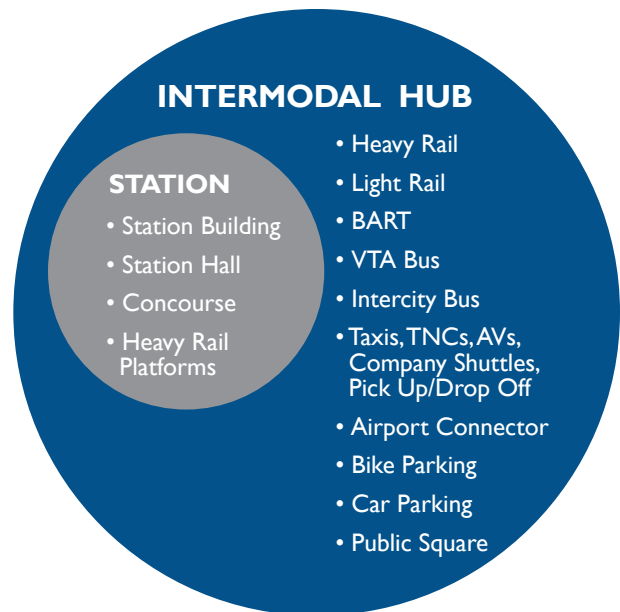 INTERMODAL HUB
STATION
• Station Building
• Station Hall
• Concourse
• Heavy Rail
Platforms
• Heavy Rail
• Light Rail
• BART
• VTA Bus
• Intercity Bus
• Taxis, TNCs, AVs,
Company Shuttles,
Pick Up/Drop Off
• Airport Connector
• Bike Parking
• Car Parking
• Public Square